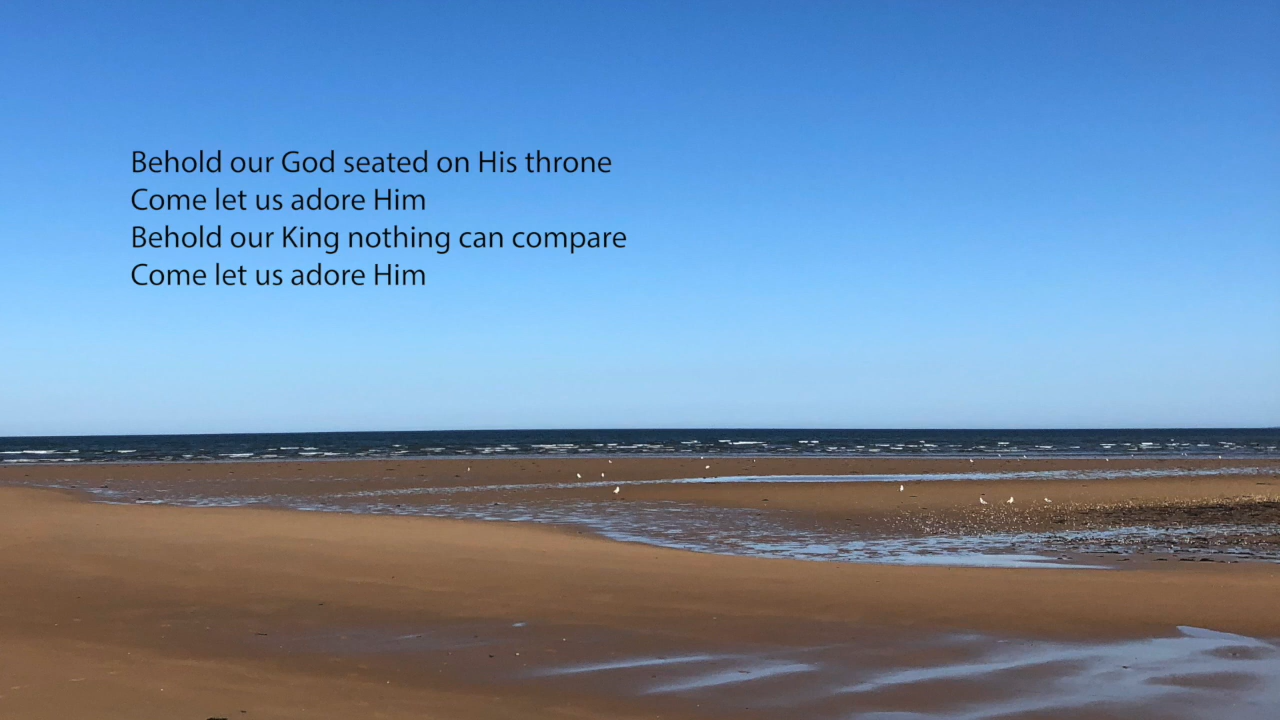 Behold our God seated on His throne
Come let us adore Him
Behold our King nothing can compare
Come let us adore Him